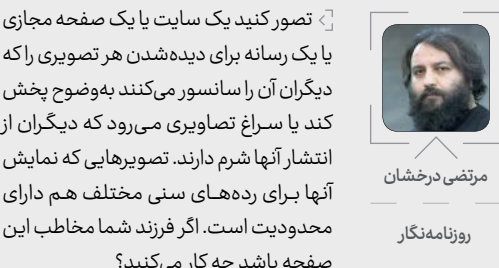 تصور کنید یک سایت یا یک صفحه مجازی
یا یک رسانه برای دیده‌شدن هر تصویری را که
دیگران آن را سانسور می‌کنند به‌وضوح پخش
کند یا سراغ تصاویری می‌رود که دیگران از
انتشار آنها شرم دارند. تصویرهایی که نمایش
آنها برای رده‌های سنی مختلف هم دارای
محدودیت است. اگر فرزند شما مخاطب این
صفحه باشد چه کار می‌کنید؟
مرتضی درخشان
روزنامه‌نگار